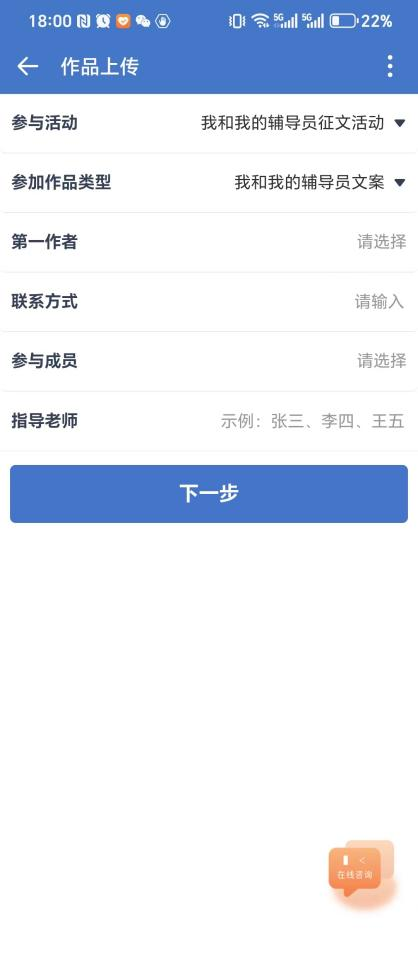 18:00 5G 5G 22%
作品上传
参与活动 我和我的辅导员征文活动
参加作品类型 我和我的辅导员文案
第一作者 请选择
联系方式 请输入
参与成员 请选择
指导老师 示例：张三、李四、王五
下一步
在线咨询